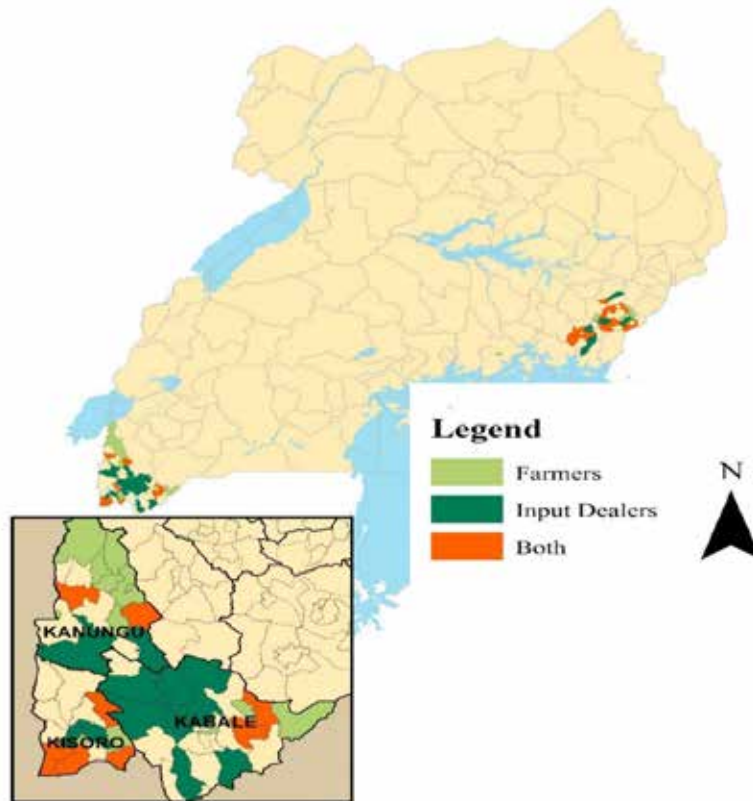 Legend
Farmers
Input Dealers
Both
N
KANUNGU
KABALE
KISORO